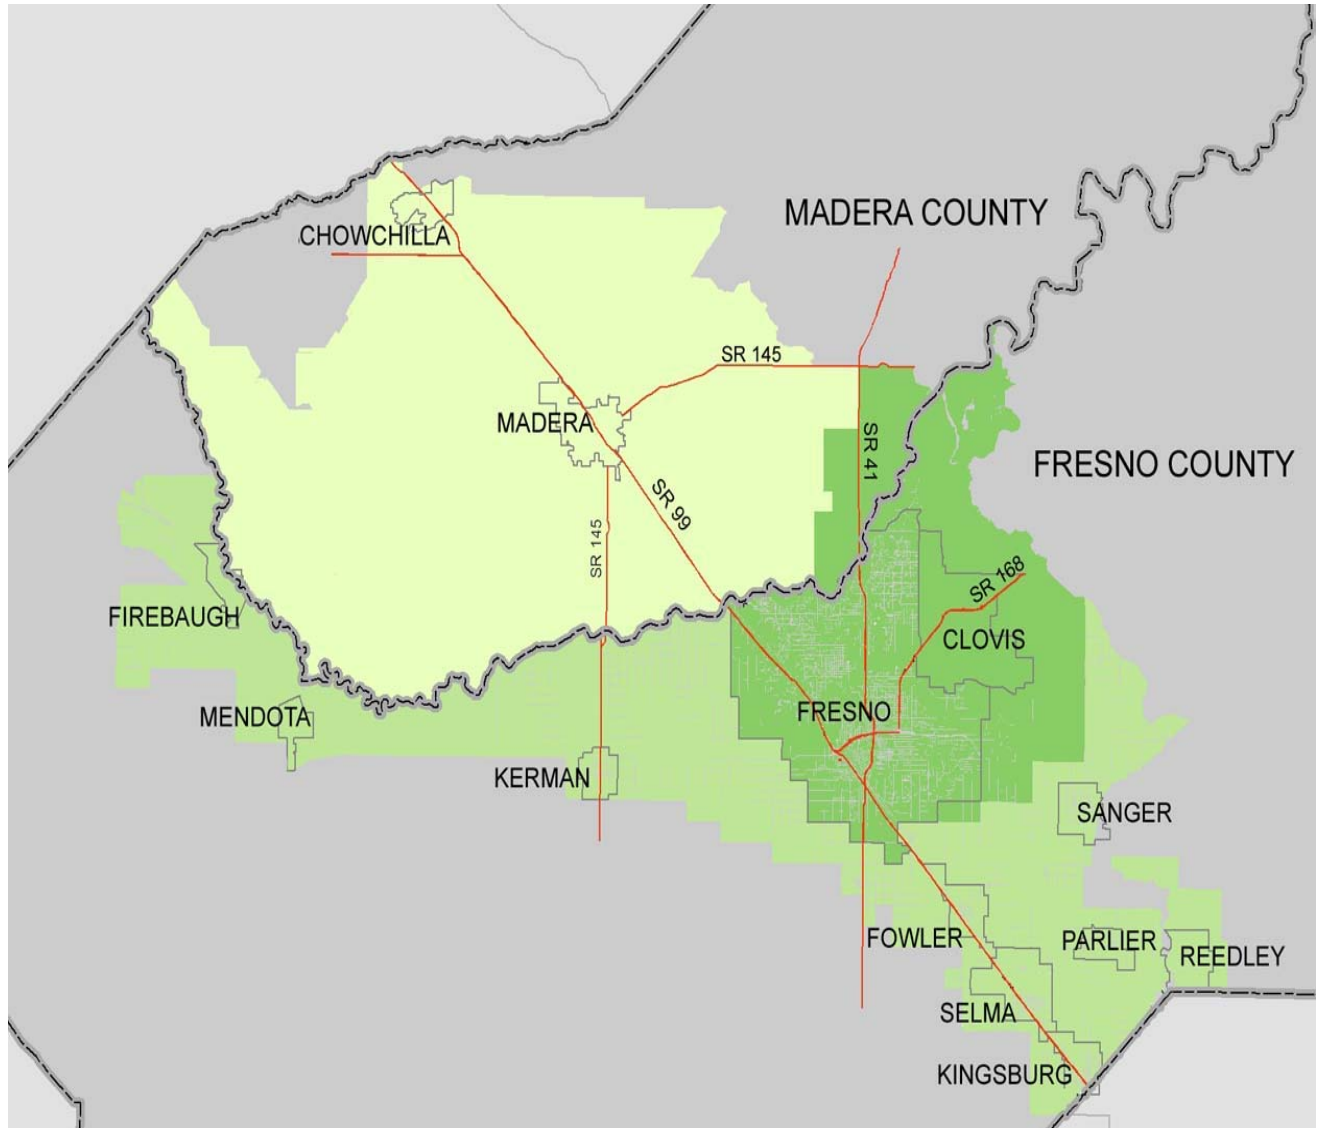 MADERA COUNTY
CHOWCHILLA
SR 145
MADERA
SR 41
FRESNO COUNTY
SR 99
SR 145
SR 168
FIREBAUGH
CLOVIS
MENDOTA
FRESNO
KERMAN
SANGER
FOWLER
PARLIER
REEDLEY
SELMA
KINGSBURG